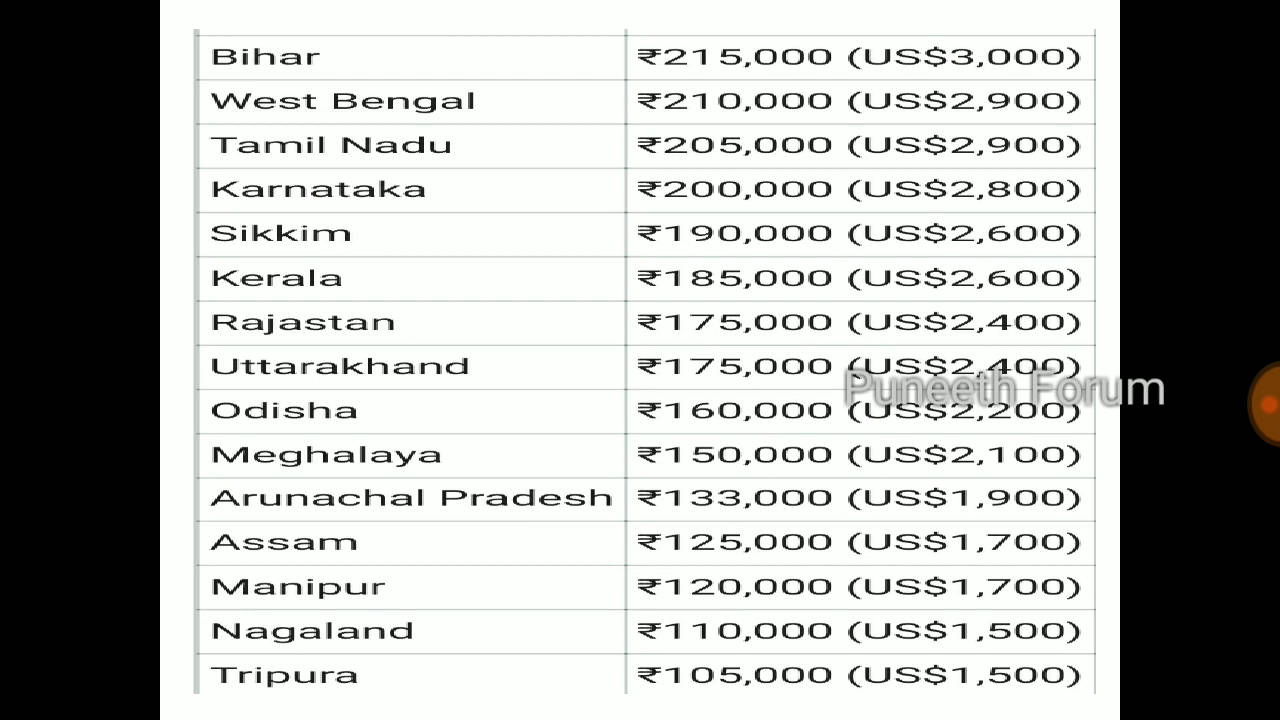 Bihar ₹215,000 (US$3,000)
West Bengal ₹210,000 (US$2,900)
Tamil Nadu ₹205,000 (US$2,900)
Karnataka ₹200,000 (US$2,800)
Sikkim ₹190,000 (US$2,600)
Kerala ₹185,000 (US$2,600)
Rajastan ₹175,000 (US$2,400)
Uttarakhand ₹175,000 (US$2,400)
Puneeth Forum
Odisha ₹160,000 (US$2,200)
Meghalaya ₹150,000 (US$2,100)
Arunachal Pradesh ₹133,000 (US$1,900)
Assam ₹125,000 (US$1,700)
Manipur ₹120,000 (US$1,700)
Nagaland ₹110,000 (US$1,500)
Tripura ₹105,000 (US$1,500)